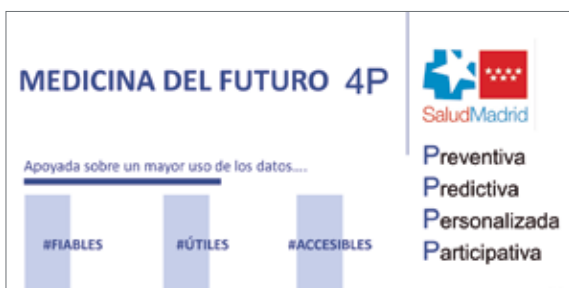 MEDICINA DEL FUTURO 4P
Apoyada sobre un mayor uso de los datos....
#FIABLES
#ÚTILES
#ACCESIBLES
SaludMadrid
Preventiva
Predictiva
Personalizada
Participativa